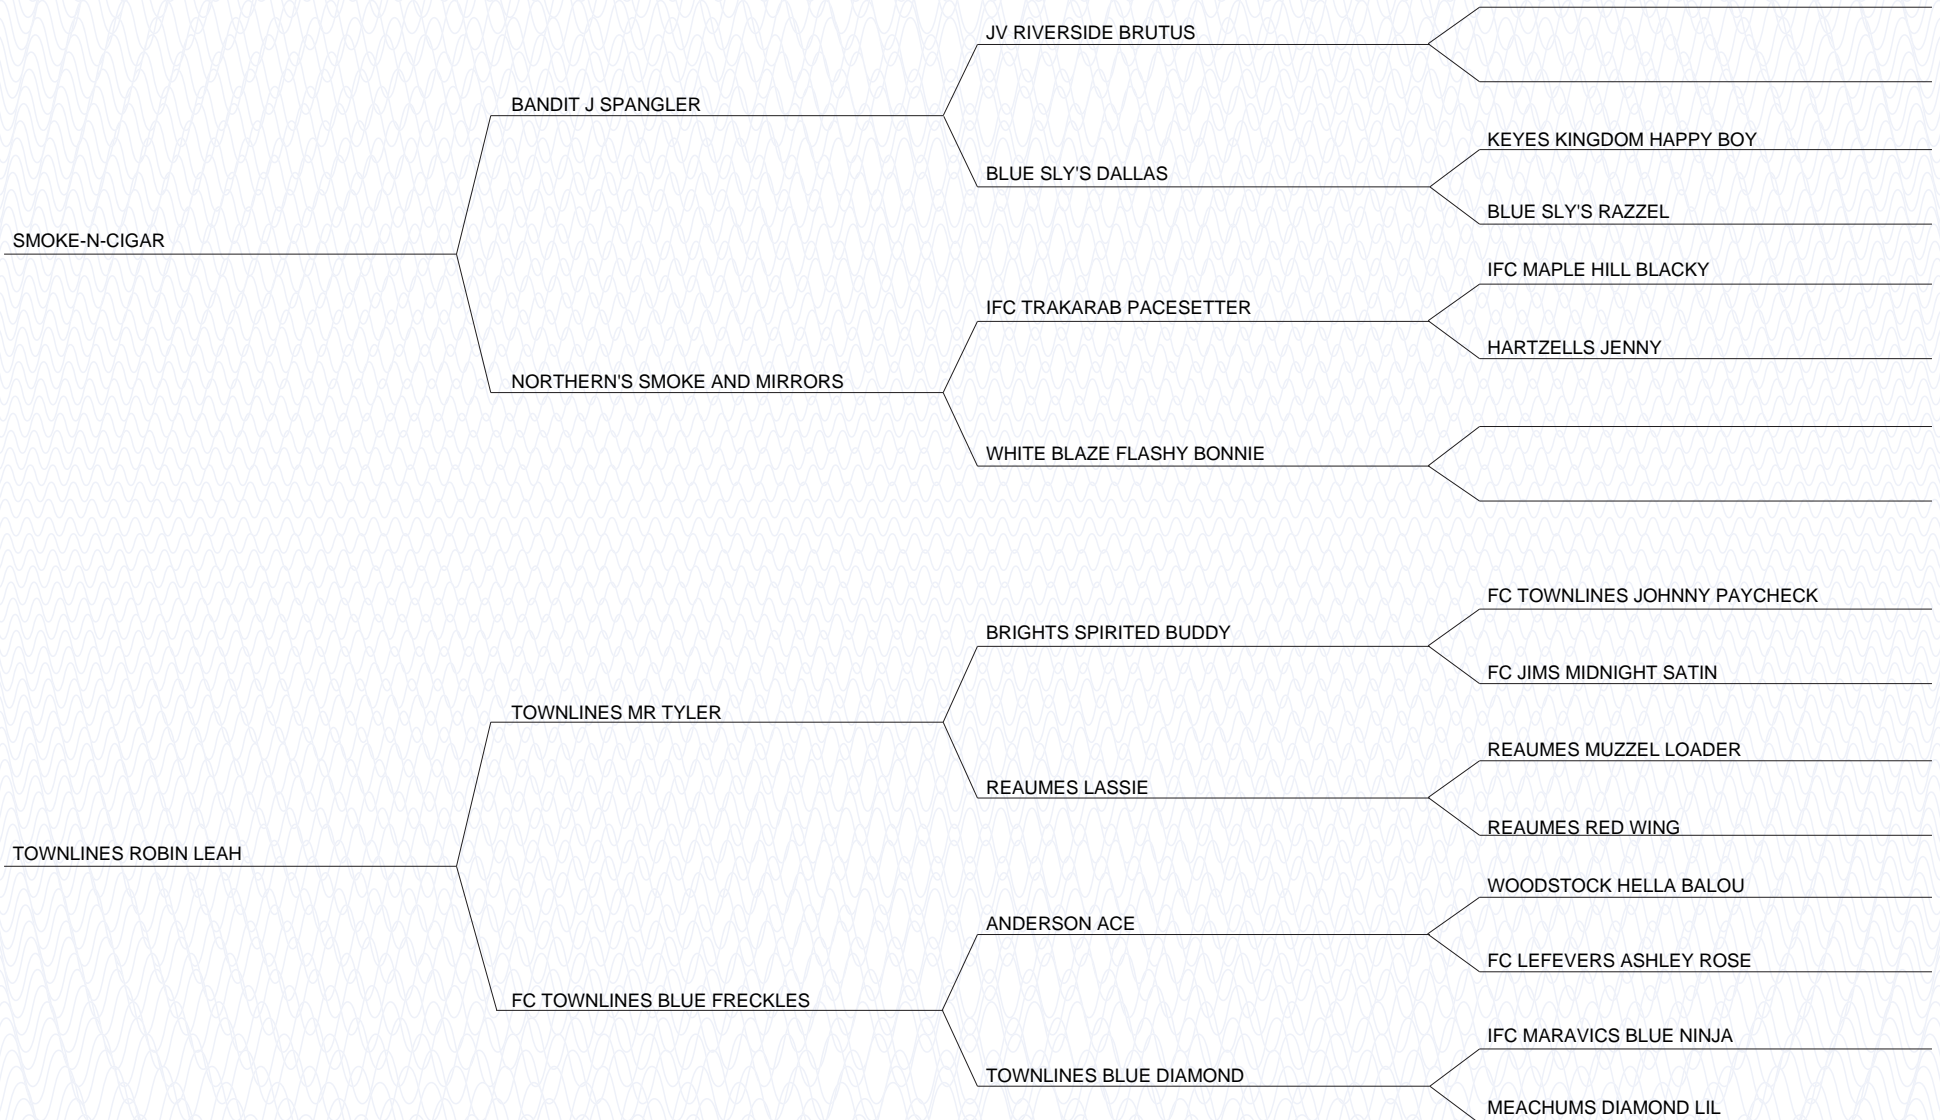 JV RIVERSIDE BRUTUS
BANDIT J SPANGLER
KEYES KINGDOM HAPPY BOY
BLUE SLY'S DALLAS
BLUE SLY'S RAZZEL
SMOKE-N-CIGAR
IFC MAPLE HILL BLACKY
IFC TRAKARAB PACESETTER
HARTZELLS JENNY
NORTHERN'S SMOKE AND MIRRORS
WHITE BLAZE FLASHY BONNIE
FC TOWNLINES JOHNNY PAYCHECK
BRIGHTS SPIRITED BUDDY
FC JIMS MIDNIGHT SATIN
TOWNLINES MR TYLER
REAUMES MUZZEL LOADER
REAUMES LASSIE
REAUMES RED WING
TOWNLINES ROBIN LEAH
WOODSTOCK HELLA BALOU
ANDERSON ACE
FC LEFEVERS ASHLEY ROSE
FC TOWNLINES BLUE FRECKLES
IFC MARAVICS BLUE NINJA
TOWNLINES BLUE DIAMOND
MEACHUMS DIAMOND LIL